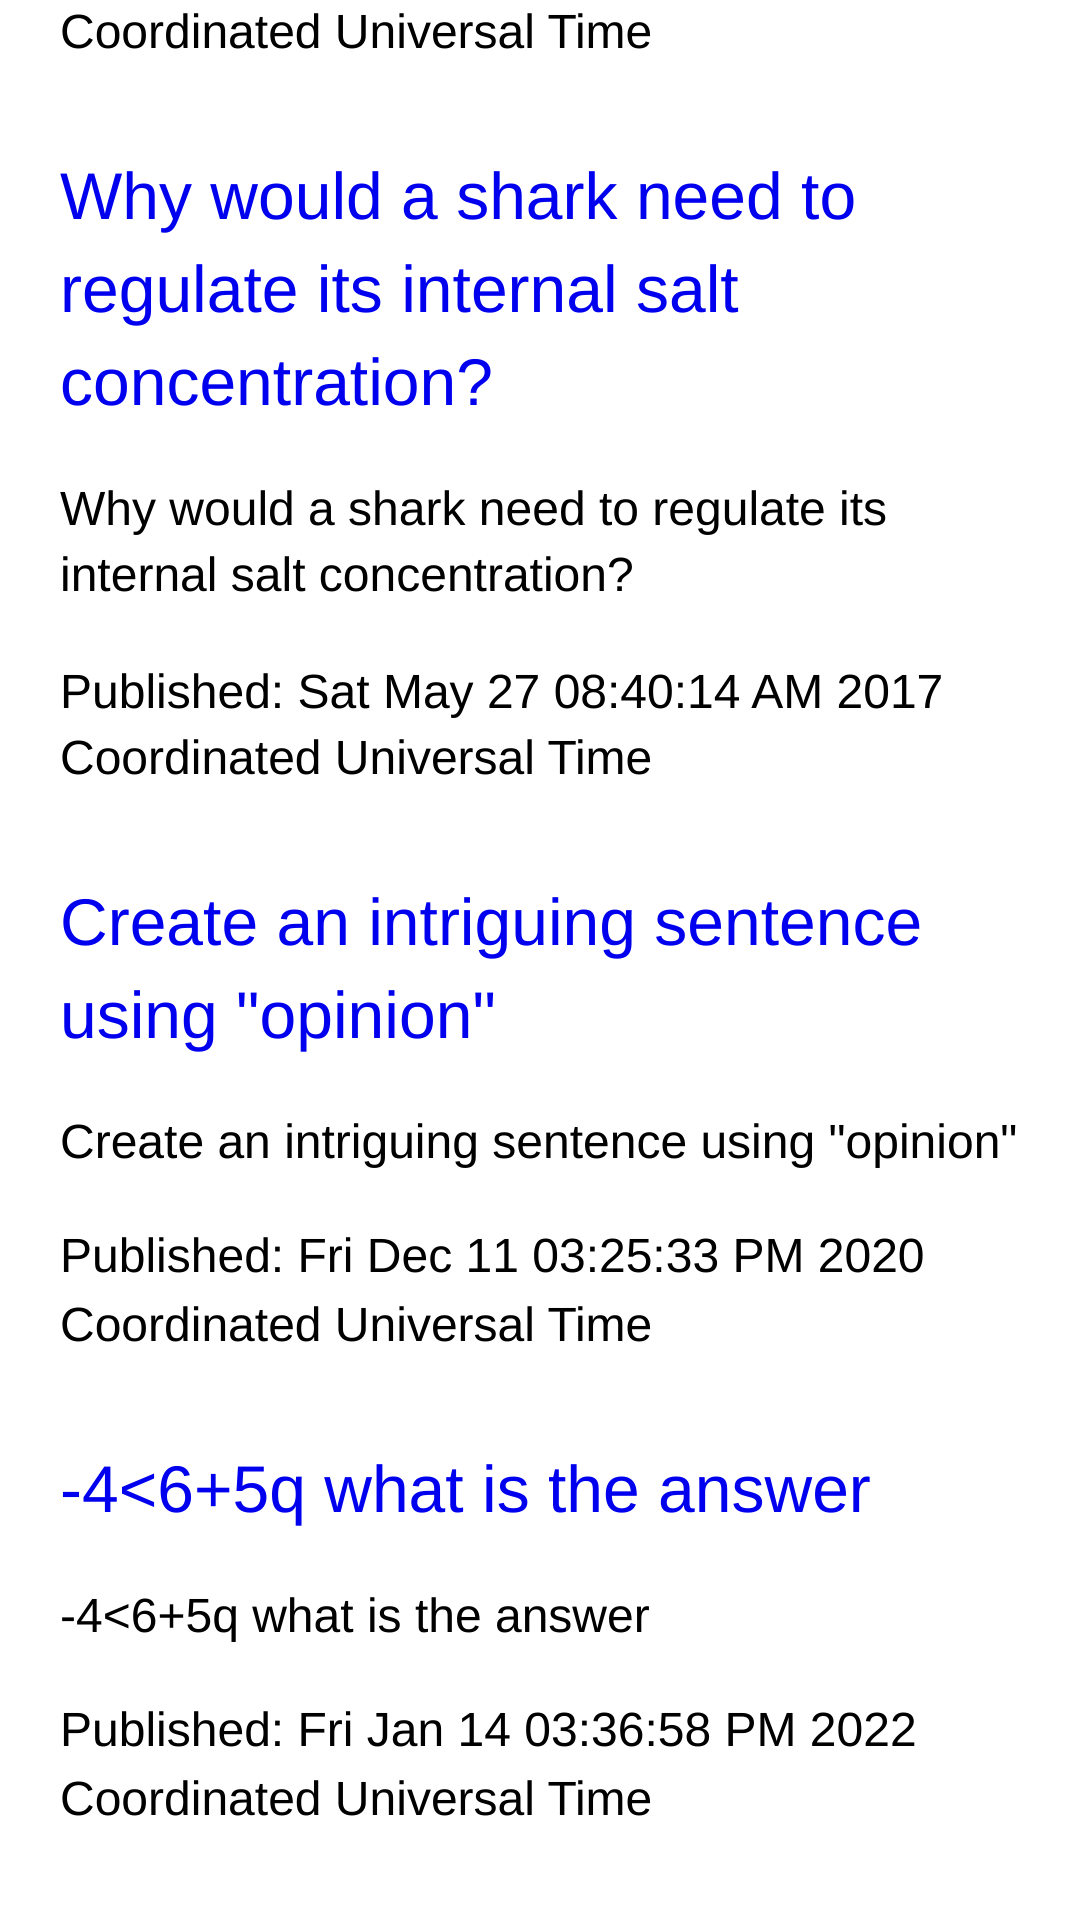 Coordinated Universal Time
Why would a shark need to
regulate its internal salt
concentration?
Why would a shark need to regulate its
internal salt concentration?
Published: Sat May 27 08:40:14 AM 2017
Coordinated Universal Time
Create an intriguing sentence
using "opinion"
Create an intriguing sentence using "opinion"
Published: Fri Dec 11 03:25:33 PM 2020
Coordinated Universal Time
-4<6+5q what is the answer
-4<6+5q what is the answer
Published: Fri Jan 14 03:36:58 PM 2022
Coordinated Universal Time